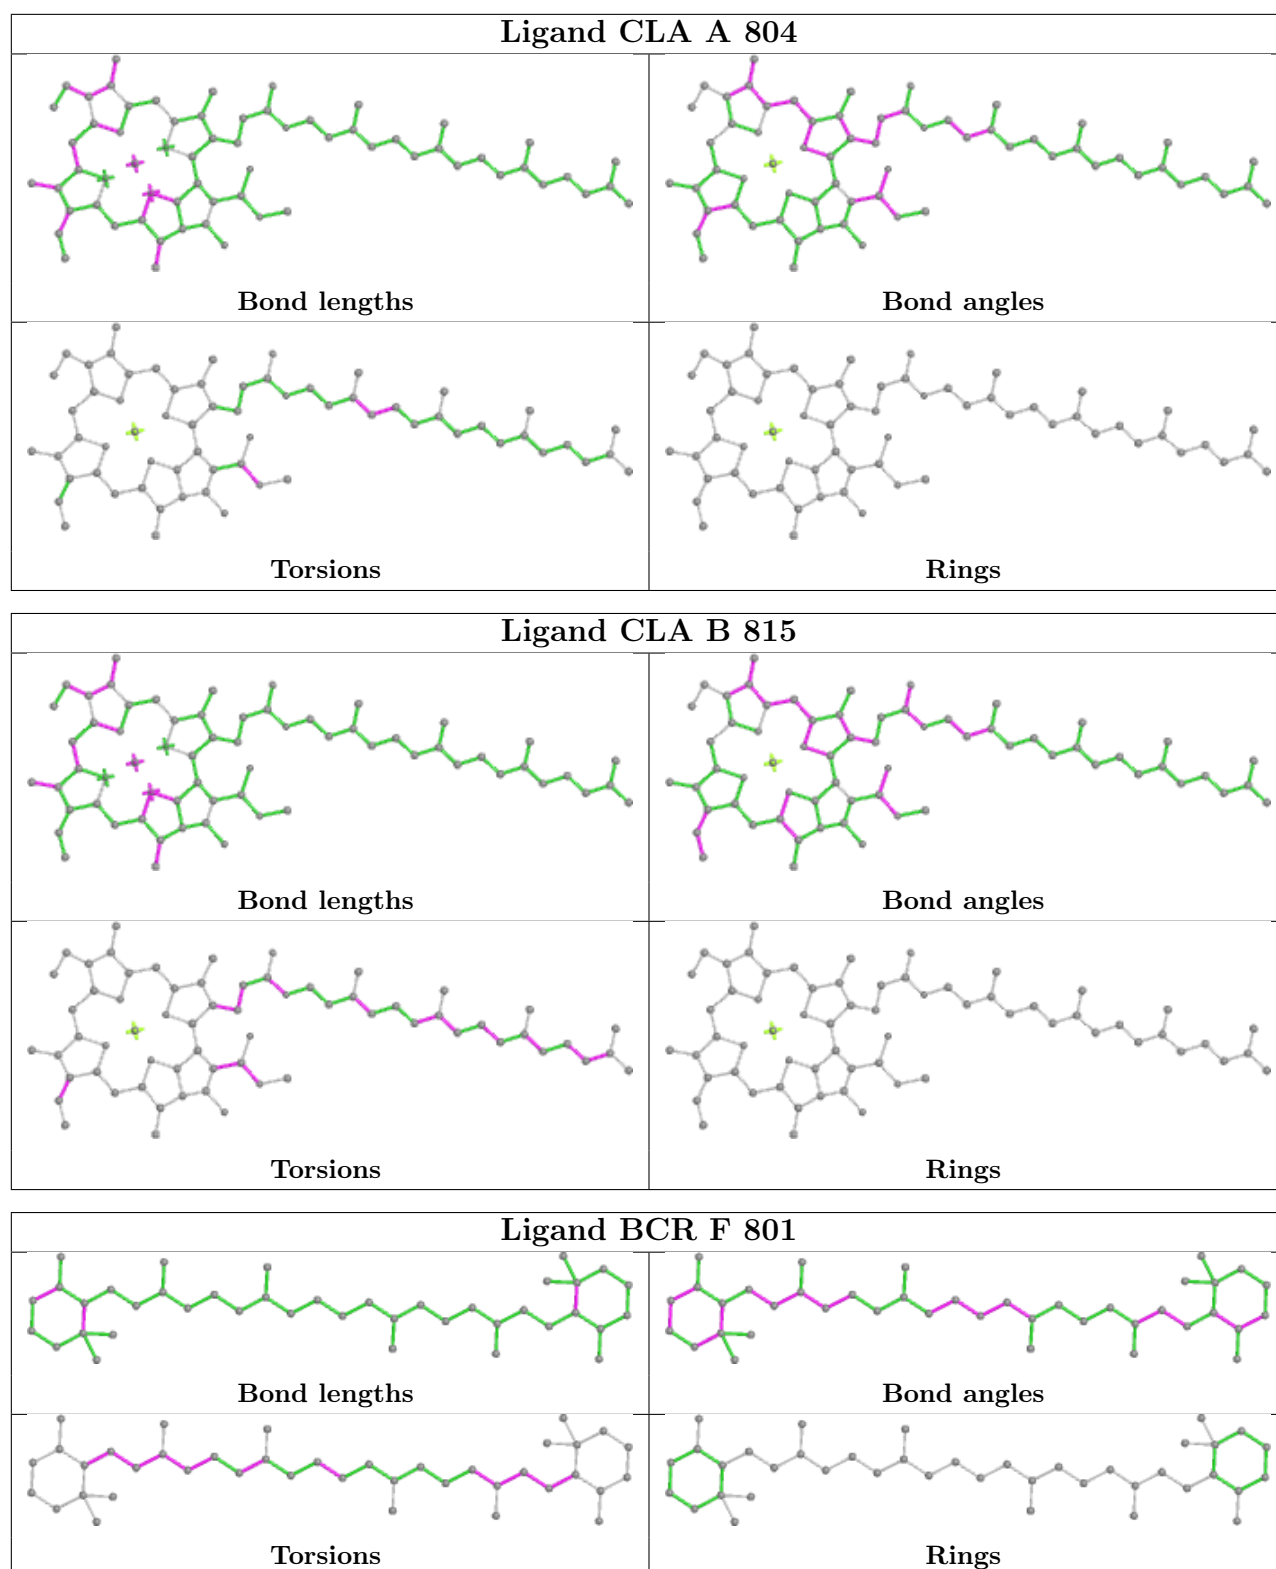 Ligand CLA A 804
Bond lengths
Bond angles
Torsions
Rings
Ligand CLA B 815
Bond lengths
Bond angles
Torsions
Rings
Ligand BCR F 801
Bond lengths
Bond angles
Torsions
Rings